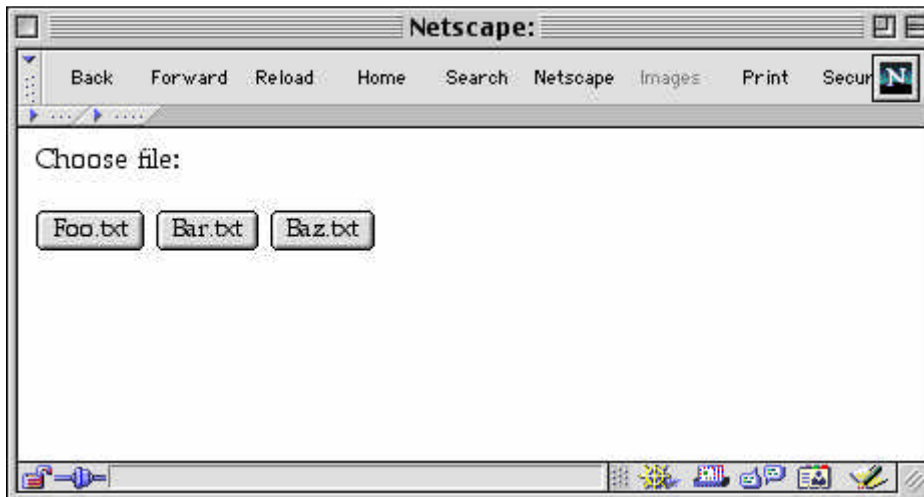 Netscape:
Back Forward Reload Home Search Netscape Images Print Secur N
Choose file:
Foo.txt Bar.txt Baz.txt